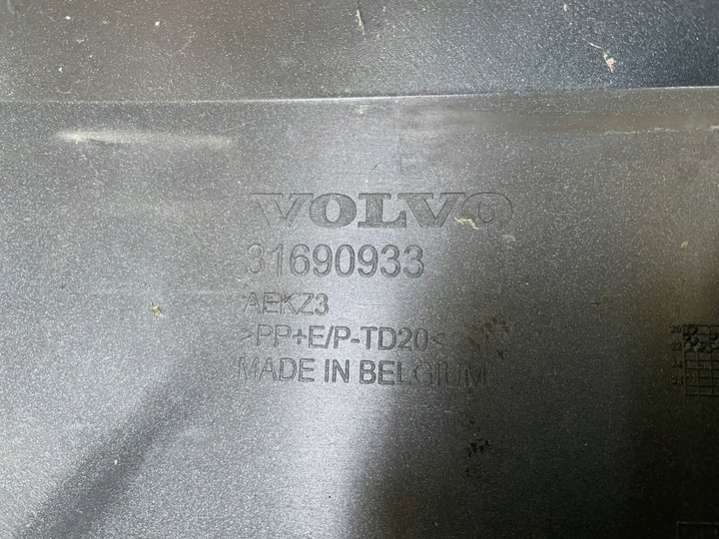 VOLVO
31690933
AEKZ3
>PP+E/P-TD20<
MADE IN BELGIUM